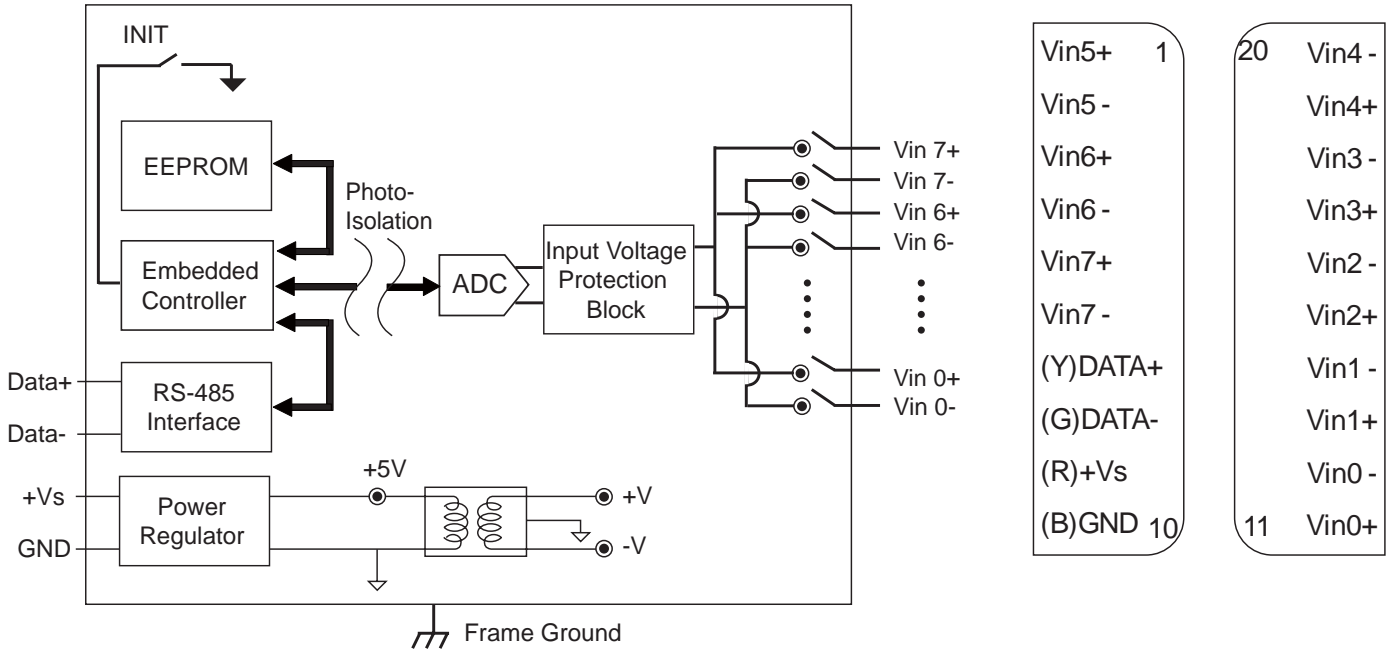 INIT
EEPROM
Photo-
Isolation
Embedded
Controller
ADC
Input Voltage
Protection
Block
Vin 7+
Vin 7-
Vin 6+
Vin 6-
Vin 0+
Vin 0-
Data+
Data-
RS-485
Interface
+Vs
GND
Power
Regulator
+5V
+V
-V
Frame Ground
Vin5+ 1
Vin5 -
Vin6+
Vin6 -
Vin7+
Vin7 -
(Y)DATA+
(G)DATA-
(R)+Vs
(B)GND 10
20 Vin4 -
Vin4+
Vin3 -
Vin3+
Vin2 -
Vin2+
Vin1 -
Vin1+
Vin0 -
11 Vin0+